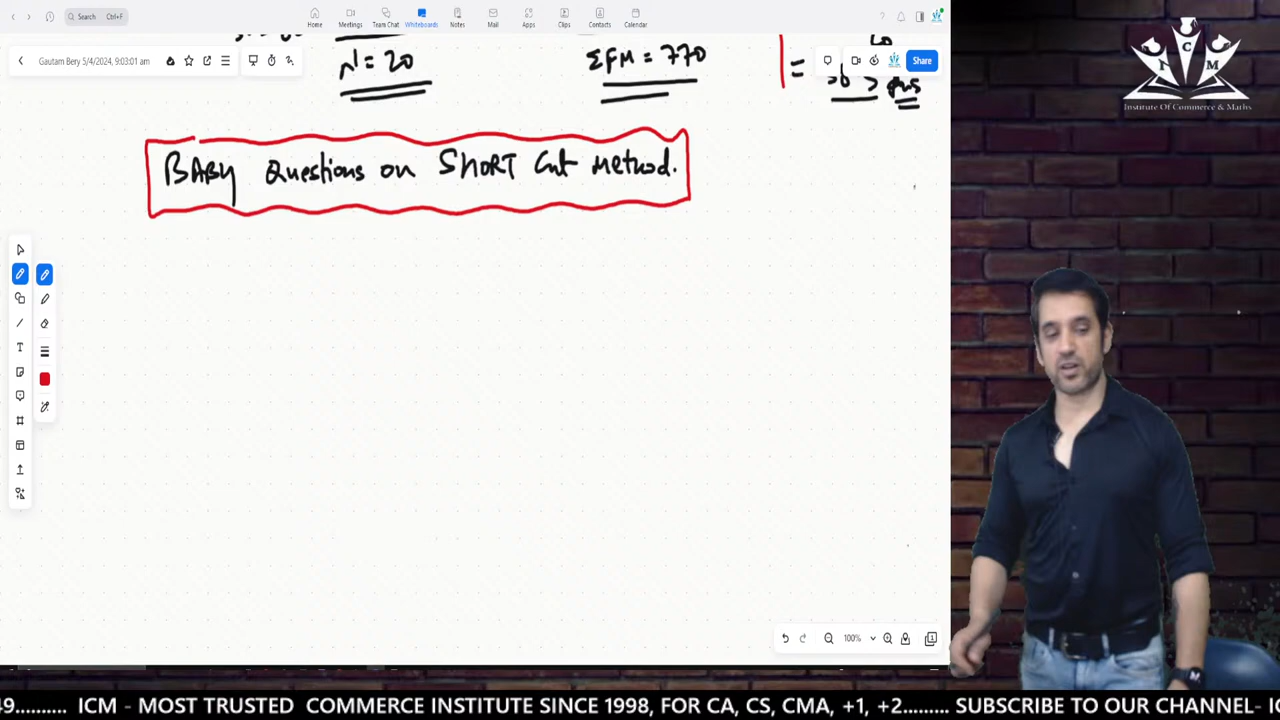 Search Ctrl+F
Home Meetings Team Chat Whiteboards Notes Mail Apps Clips Contacts Calendar
Gautam Bery 5/4/2024, 9:03:01 am
Share
N = 20
ΣFM = 770
=
BABY Questions on SHORT Cut Method.
100%
I C M
Institute Of Commerce & Maths
49.......... ICM - MOST TRUSTED COMMERCE INSTITUTE SINCE 1998, FOR CA, CS, CMA, +1, +2........ SUBSCRIBE TO OUR CHANNEL-